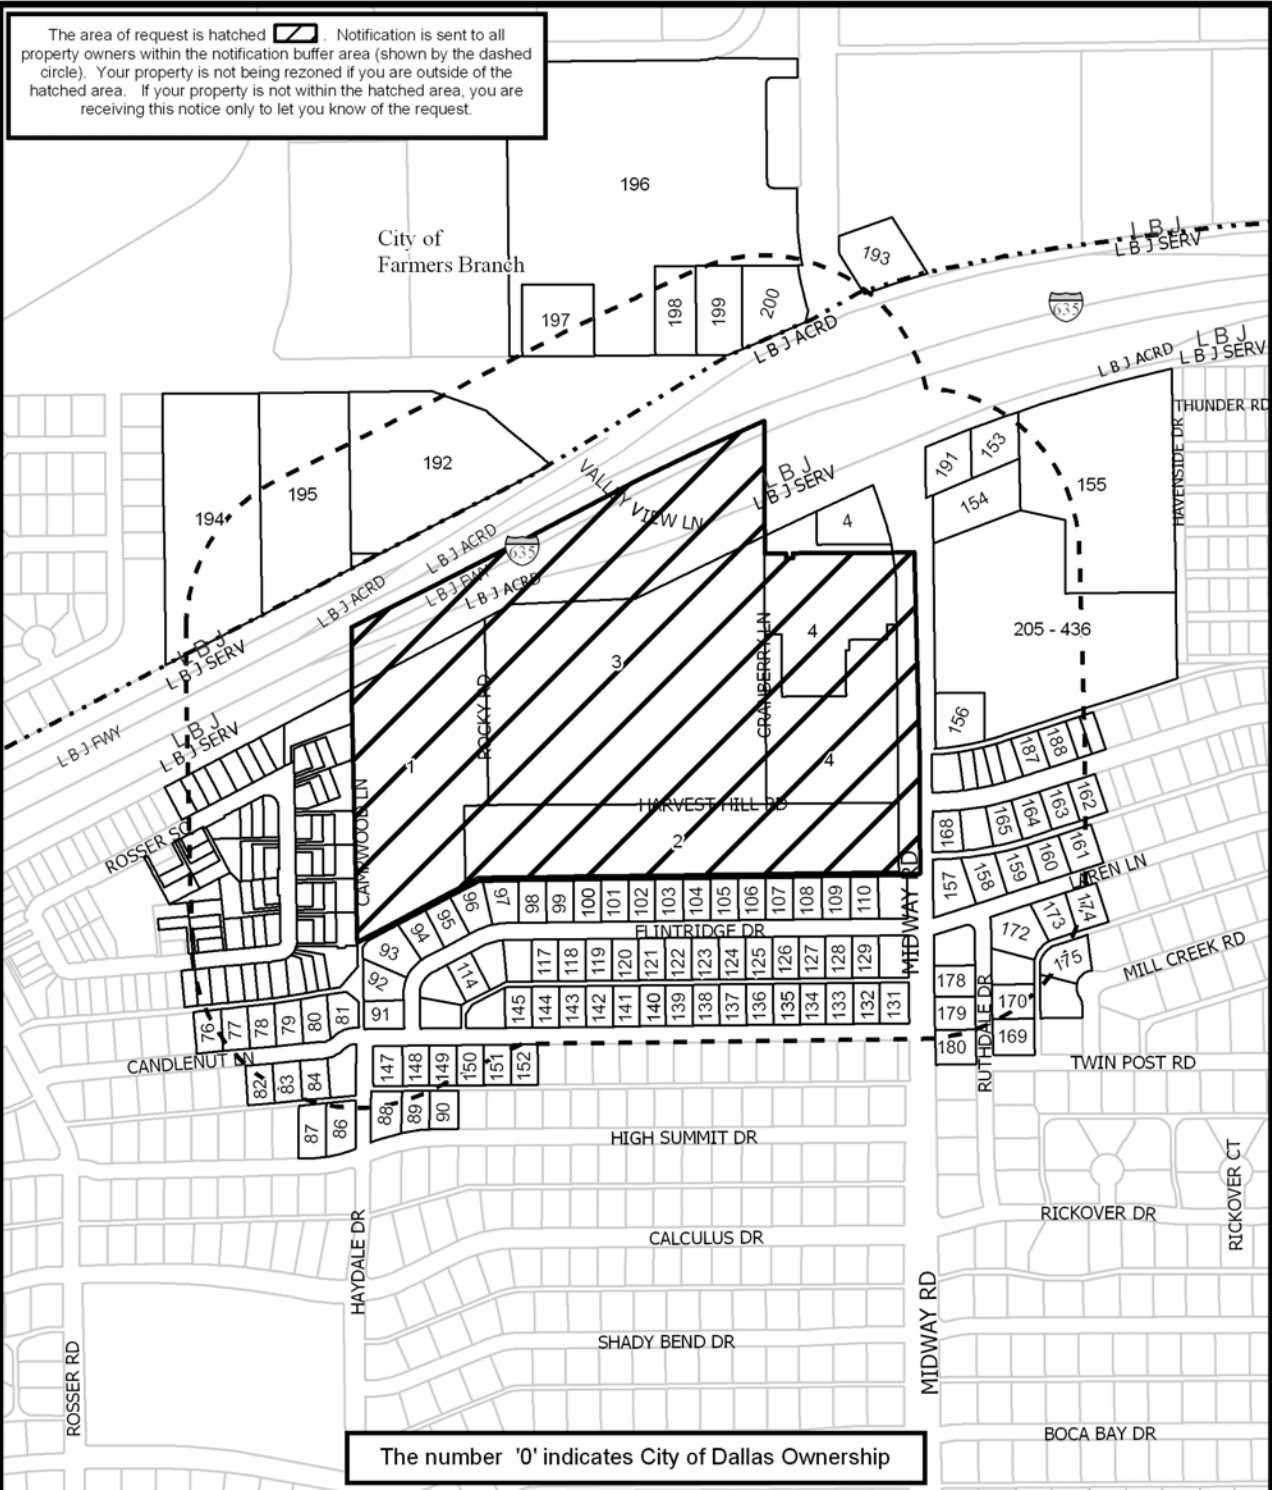 The area of request is hatched . Notification is sent to all
property owners within the notification buffer area (shown by the dashed
circle). Your property is not being rezoned if you are outside of the
hatched area. If your property is not within the hatched area, you are
receiving this notice only to let you know of the request.
196
City of
Farmers Branch
193
L B J
L B J SERV
197
198
199
200
635
L B J ACRD
L B J
L B J SERV
L B J ACRD
THUNDER RD
HAVENSIDE DR
192
195
194
191
153
154
155
VALLEY VIEW LN
L B J
L B J SERV
4
635
L B J ACRD
L B J FWY
L B J ACRD
L B J ACRD
L B J
L B J SERV
205 - 436
4
3
CRANBERRY LN
ROCKY RD
156
L B J
L B J SERV
L B J FWY
1
4
187
188
HARVEST HILL RD
2
162
163
164
165
168
ROSSER SQ
CAMPWOOD LN
MIDWAY RD
161
160
159
158
157
AREN LN
96
97
98
99
100
101
102
103
104
105
106
107
108
109
110
95
94
93
FLINTRIDGE DR
172
173
174
92
114
117
118
119
120
121
122
123
124
125
126
127
128
129
175
MILL CREEK RD
178
170
RUTHDALE DR
91
145
144
143
142
141
140
139
138
137
136
135
134
133
132
131
179
169
180
76
77
78
79
80
81
CANDLENUT LN
147
148
149
150
151
152
TWIN POST RD
82
83
84
88
89
90
87
86
HIGH SUMMIT DR
HAYDALE DR
CALCULUS DR
RICKOVER DR
RICKOVER CT
MIDWAY RD
SHADY BEND DR
ROSSER RD
BOCA BAY DR
The number '0' indicates City of Dallas Ownership